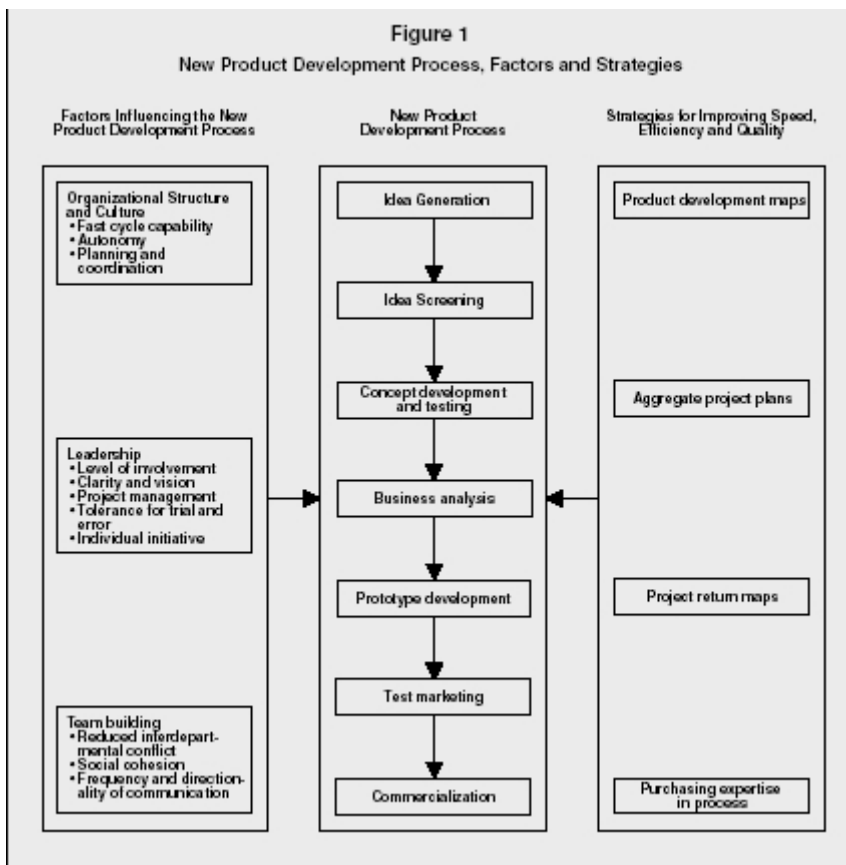 Figure 1
New Product Development Process, Factors and Strategies
Factors Influencing the New
Product Development Process
Organizational Structure
and Culture
• Fast cycle capability
• Autonomy
• Planning and
coordination
Leadership
• Level of involvement
• Clarity and vision
• Project management
• Tolerance for trial and
error
• Individual initiative
Team building
• Reduced interdepart-
mental conflict
• Social cohesion
• Frequency and direction-
ality of communication
New Product
Development Process
Idea Generation
Idea Screening
Concept development
and testing
Business analysis
Prototype development
Test marketing
Commercialization
Strategies for Improving Speed,
Efficiency and Quality
Product development maps
Aggregate project plans
Project return maps
Purchasing expertise
in process